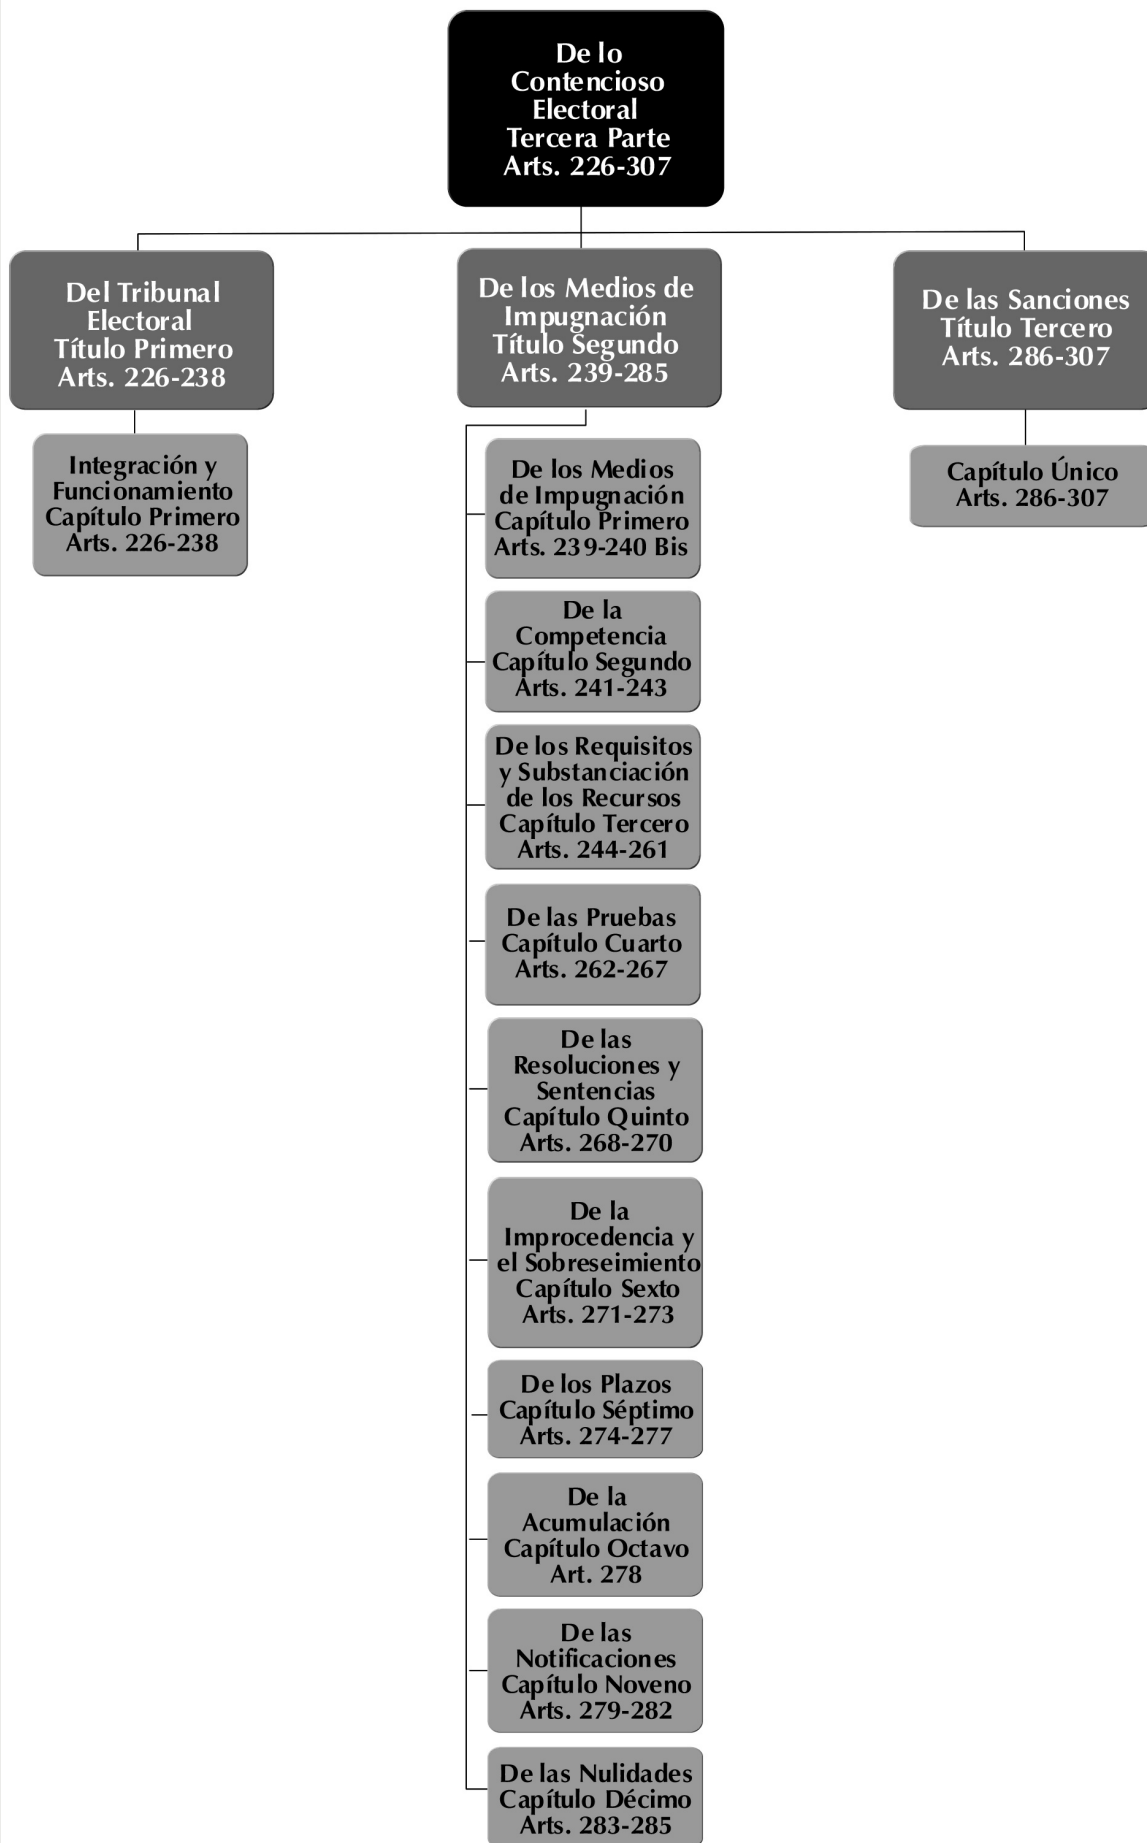 De lo
Contencioso
Electoral
Tercera Parte
Arts. 226-307
Del Tribunal
Electoral
Título Primero
Arts. 226-238
Integración y
Funcionamiento
Capítulo Primero
Arts. 226-238
De los Medios de
Impugnación
Título Segundo
Arts. 239-285
De los Medios
de Impugnación
Capítulo Primero
Arts. 239-240 Bis
De la
Competencia
Capítulo Segundo
Arts. 241-243
De los Requisitos
y Substanciación
de los Recursos
Capítulo Tercero
Arts. 244-261
De las Pruebas
Capítulo Cuarto
Arts. 262-267
De las
Resoluciones y
Sentencias
Capítulo Quinto
Arts. 268-270
De la
Improcedencia y
el Sobreseimiento
Capítulo Sexto
Arts. 271-273
De los Plazos
Capítulo Séptimo
Arts. 274-277
De la
Acumulación
Capítulo Octavo
Art. 278
De las
Notificaciones
Capítulo Noveno
Arts. 279-282
De las Nulidades
Capítulo Décimo
Arts. 283-285
De las Sanciones
Título Tercero
Arts. 286-307
Capítulo Único
Arts. 286-307